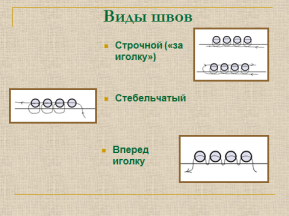 Виды швов
Строчной («за
иголку»)
Стебельчатый
Вперед
иголку